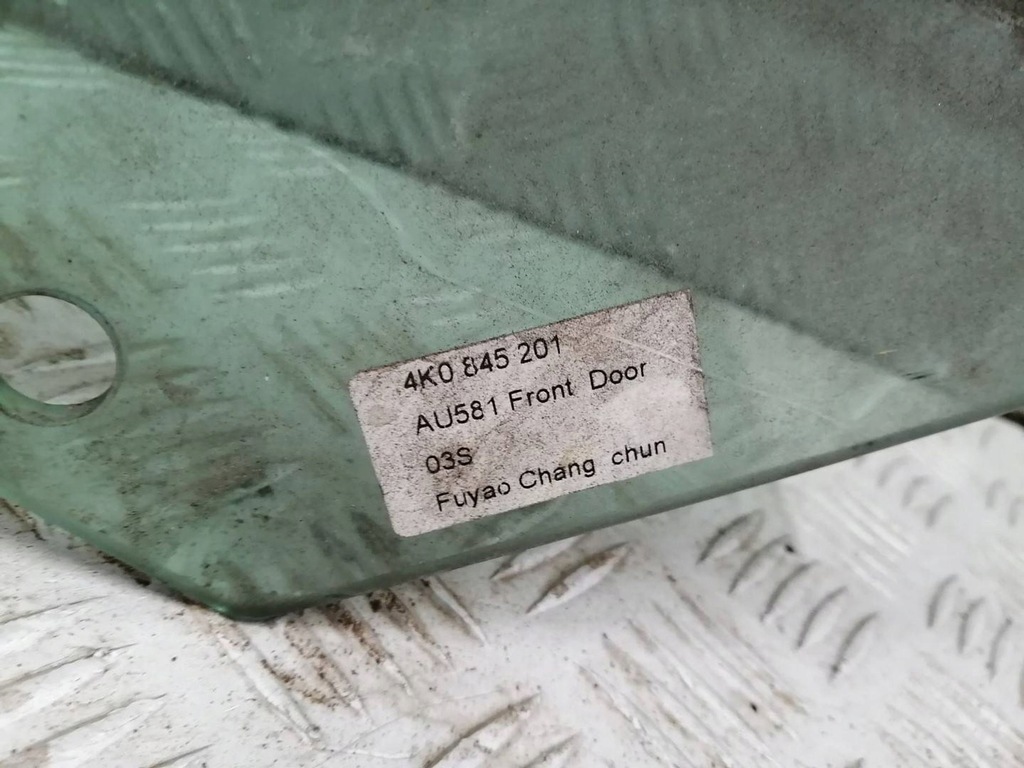 4K0 845 201
AU581 Front Door
03S
Fuyao Chang chun